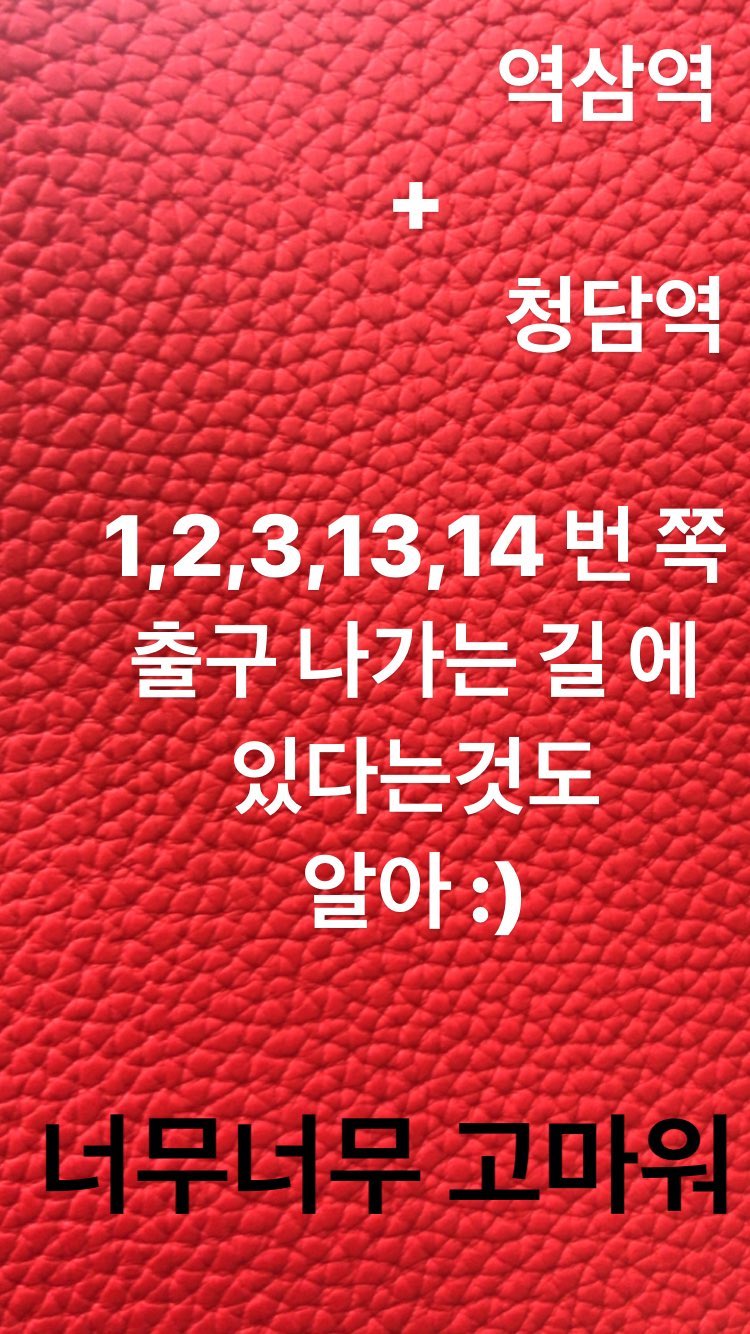 역삼역
+
청담역
1,2,3,13,14 번 쪽
출구 나가는 길 에
있다는것도
알아 :)
너무너무 고마워